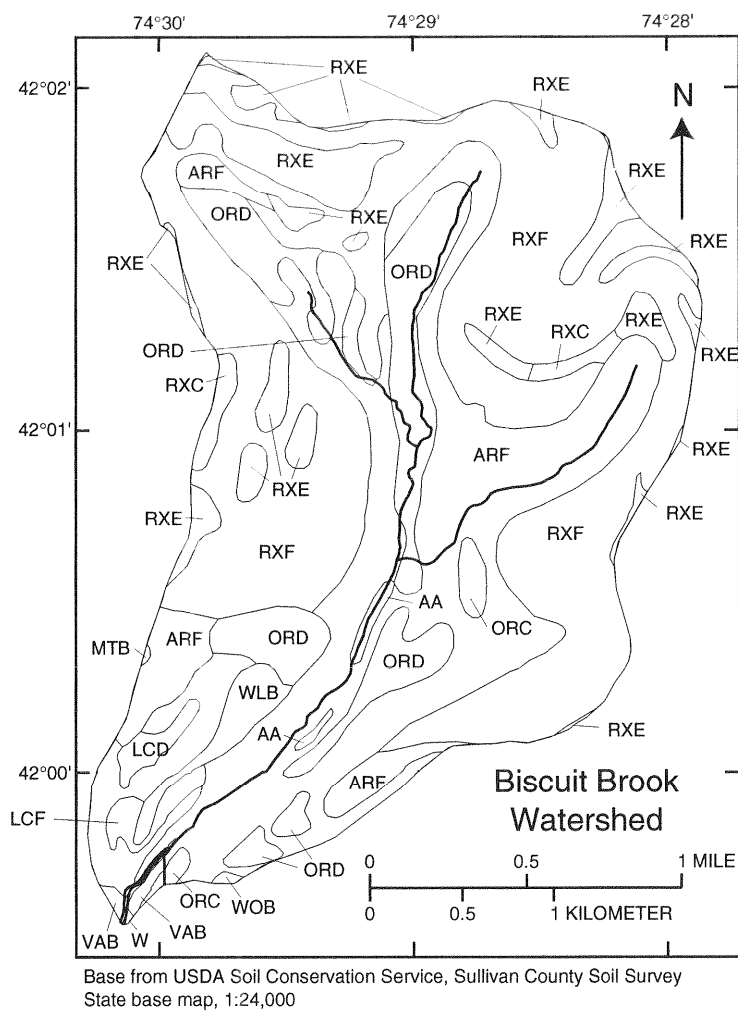 74°30' 74°29' 74°28'
42°02'
RXE
RXE
N
RXE
ARF
RXE
ORD
RXE
RXF
RXE
RXE
ORD
RXE
RXC
RXE
ORD
RXE
RXC
42°01'
ARF
RXE
RXE
RXE
RXE
RXF
RXF
AA
ORC
MTB
ARF
ORD
ORD
WLB
AA
RXE
LCD
42°00'
ARF
Biscuit Brook
Watershed
LCF
0 0.5 1 MILE
ORD
ORC
WOB
0 0.5 1 KILOMETER
VAB
W
VAB
Base from USDA Soil Conservation Service, Sullivan County Soil Survey
State base map, 1:24,000